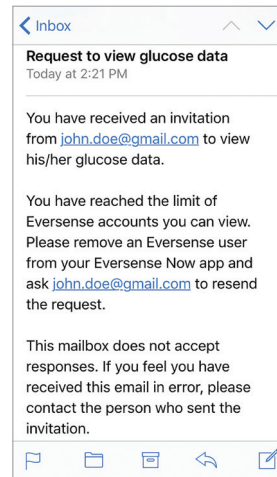 Inbox
Request to view glucose data
Today at 2:21 PM
You have received an invitation
from john.doe@gmail.com to view
his/her glucose data.
You have reached the limit of
Eversense accounts you can view.
Please remove an Eversense user
from your Eversense Now app and
ask john.doe@gmail.com to resend
the request.
This mailbox does not accept
responses. If you feel you have
received this email in error, please
contact the person who sent the
invitation.